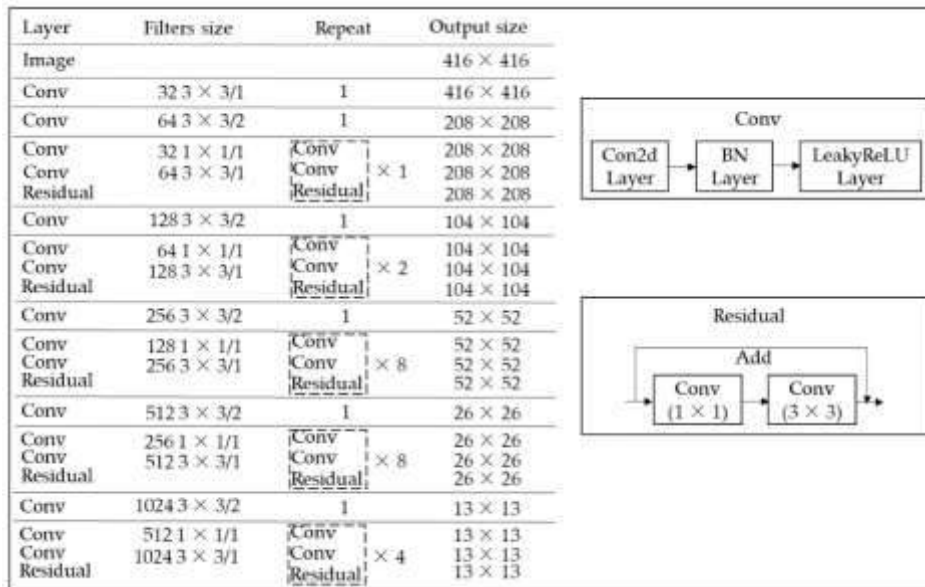 Layer Filters size Repeat Output size
Image 416 × 416
Conv 32 3 × 3/1 1 416 × 416
Conv 64 3 × 3/2 1 208 × 208
Conv 32 1 × 1/1 Conv 208 × 208
Conv 64 3 × 3/1 Conv × 1 208 × 208
Residual Residual 208 × 208
Conv 128 3 × 3/2 1 104 × 104
Conv 64 1 × 1/1 Conv 104 × 104
Conv 128 3 × 3/1 Conv × 2 104 × 104
Residual Residual 104 × 104
Conv 256 3 × 3/2 1 52 × 52
Conv 128 1 × 1/1 Conv 52 × 52
Conv 256 3 × 3/1 Conv × 8 52 × 52
Residual Residual 52 × 52
Conv 512 3 × 3/2 1 26 × 26
Conv 256 1 × 1/1 Conv 26 × 26
Conv 512 3 × 3/1 Conv × 8 26 × 26
Residual Residual 26 × 26
Conv 1024 3 × 3/2 1 13 × 13
Conv 512 1 × 1/1 Conv 13 × 13
Conv 1024 3 × 3/1 Conv × 4 13 × 13
Residual Residual 13 × 13
Conv
Con2d BN LeakyReLU
Layer Layer Layer
Residual
Add
Conv Conv
(1 × 1) (3 × 3)